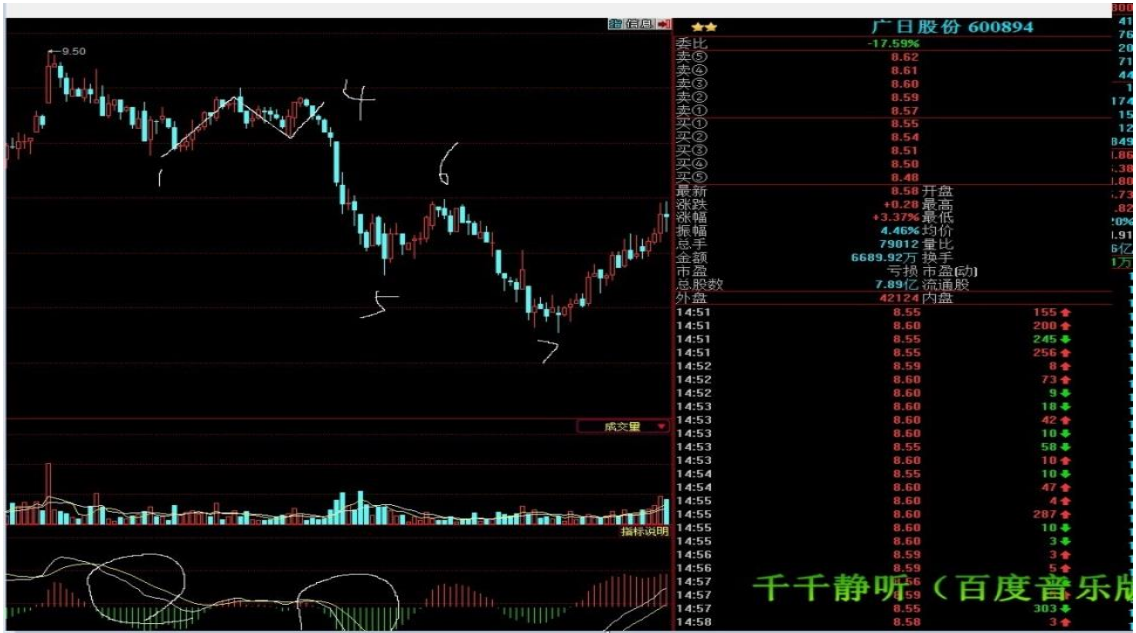 指 信息
9.50
4
1
6
5
7
成交量
指标说明
广日股份 600894
委比 -17.59%
卖⑤ 8.62
卖④ 8.61
卖③ 8.60
卖② 8.59
卖① 8.57
买① 8.55
买② 8.54
买③ 8.51
买④ 8.50
买⑤ 8.48
最新 8.58 开盘
涨跌 +0.28 最高
涨幅 +3.37% 最低
振幅 4.46% 均价
总手 79012 量比
金额 6689.92万 换手
市盈 亏损 市盈(动)
总股数 7.89亿 流通股
外盘 42124 内盘
14:51 8.55 155
14:51 8.60 200
14:51 8.55 245
14:51 8.55 256
14:52 8.59 8
14:52 8.60 73
14:52 8.60 9
14:53 8.60 18
14:53 8.60 42
14:53 8.60 10
14:53 8.55 58
14:53 8.60 10
14:54 8.55 10
14:54 8.60 47
14:55 8.60 4
14:55 8.60 287
14:55 8.60 10
14:55 8.60 3
14:56 8.59 3
14:56 8.59 5
14:57
千千静听（百度音乐版
14:57
14:57 8.55 303
14:58 8.58 3